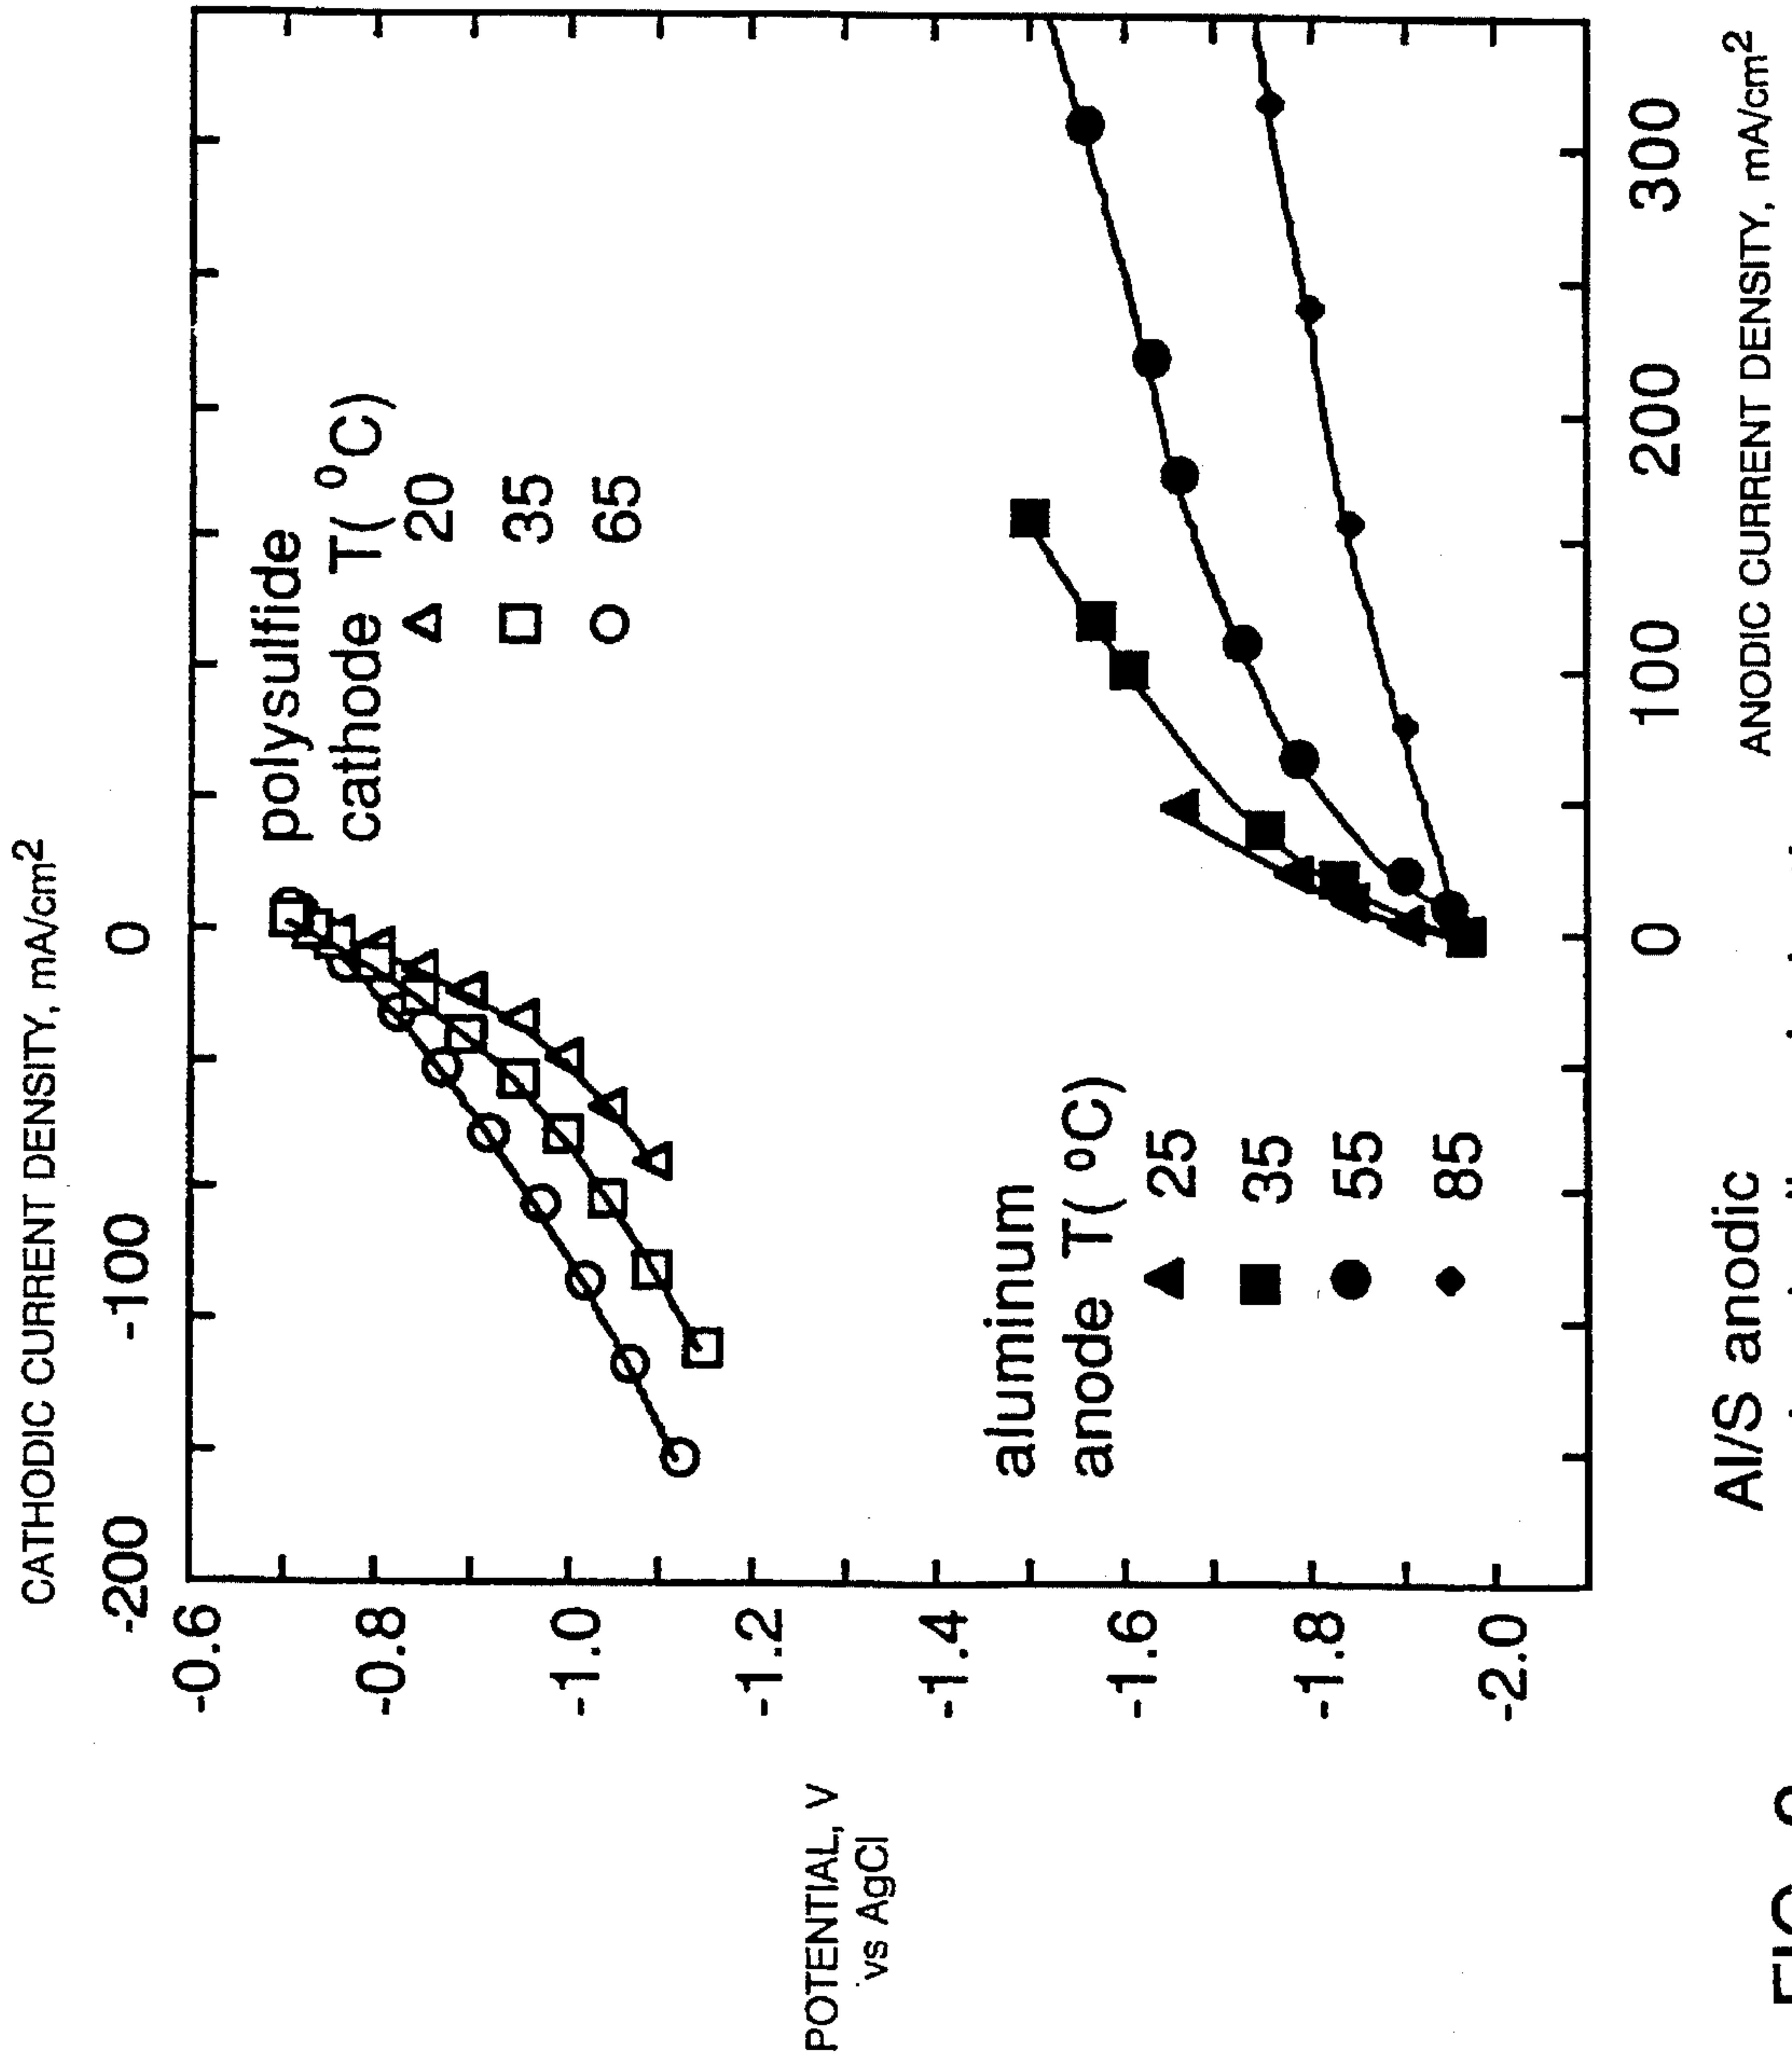 CATHODIC CURRENT DENSITY, mA/cm²
-200
-100
0
-0.6
-0.8
-1.0
-1.2
-1.4
-1.6
-1.8
-2.0
POTENTIAL, V
vs AgCl
polysulfide
cathode T( °C)
20
35
65
aluminum
anode T( °C)
25
35
55
85
0
100
200
300
ANODIC CURRENT DENSITY, mA/cm²
Al/S anodic